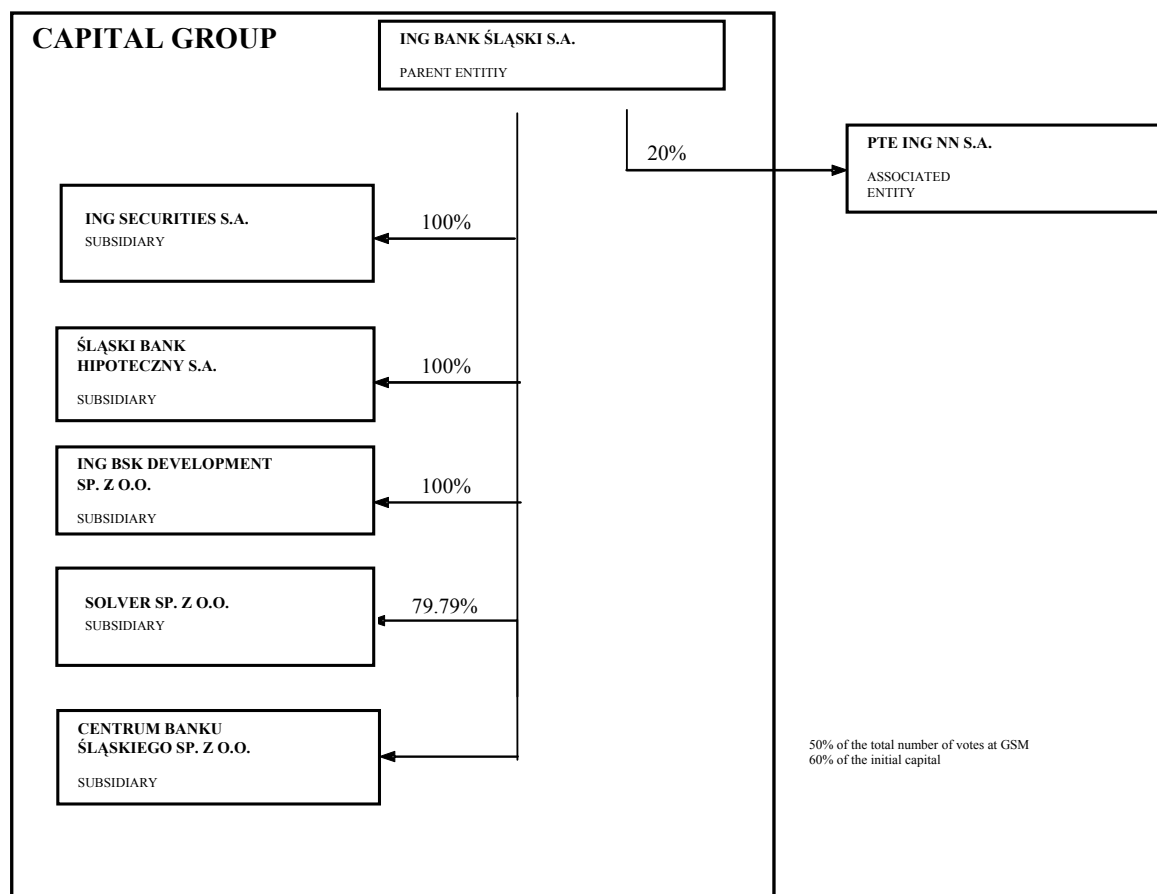 CAPITAL GROUP
ING BANK ŚLĄSKI S.A.
PARENT ENTITIY
20%
PTE ING NN S.A.
ASSOCIATED
ENTITY
ING SECURITIES S.A.
SUBSIDIARY
100%
ŚLĄSKI BANK
HIPOTECZNY S.A.
SUBSIDIARY
100%
ING BSK DEVELOPMENT
SP. Z O.O.
SUBSIDIARY
100%
SOLVER SP. Z O.O.
SUBSIDIARY
79.79%
CENTRUM BANKU
ŚLĄSKIEGO SP. Z O.O.
SUBSIDIARY
50% of the total number of votes at GSM
60% of the initial capital